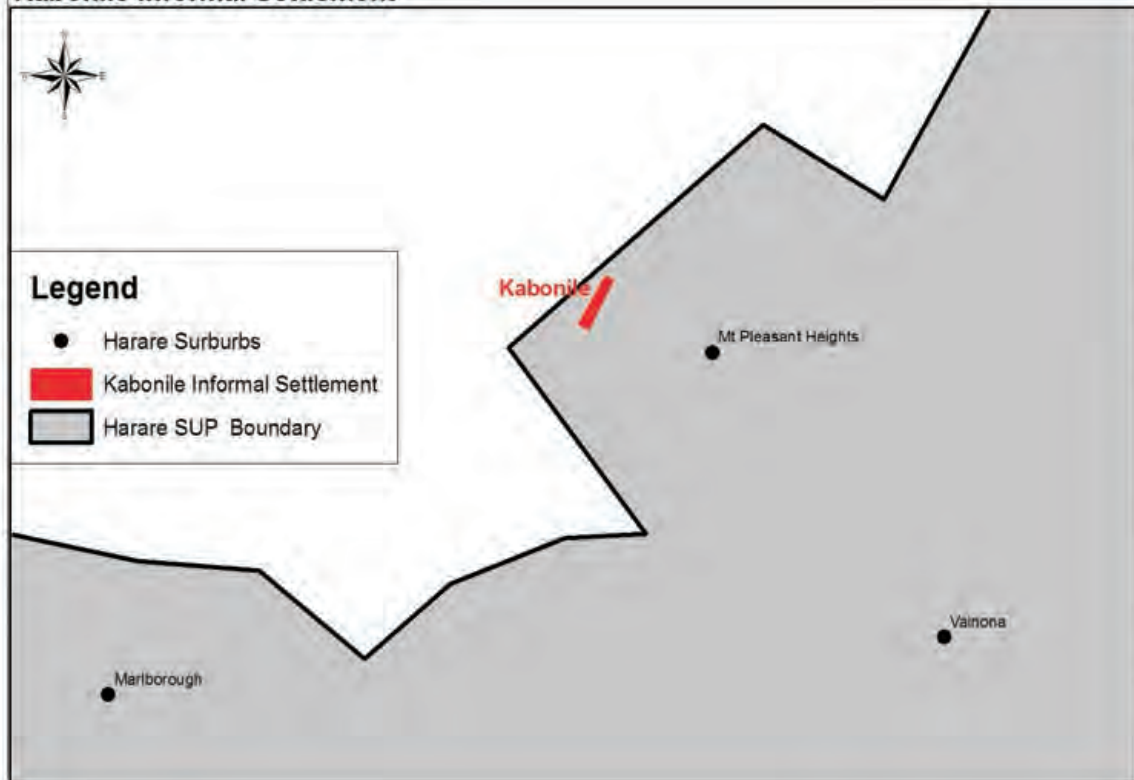 Legend
Harare Surburbs
Kabonile Informal Settlement
Harare SUP Boundary
Kabonile
Mt Pleasant Heights
Vainona
Marlborough